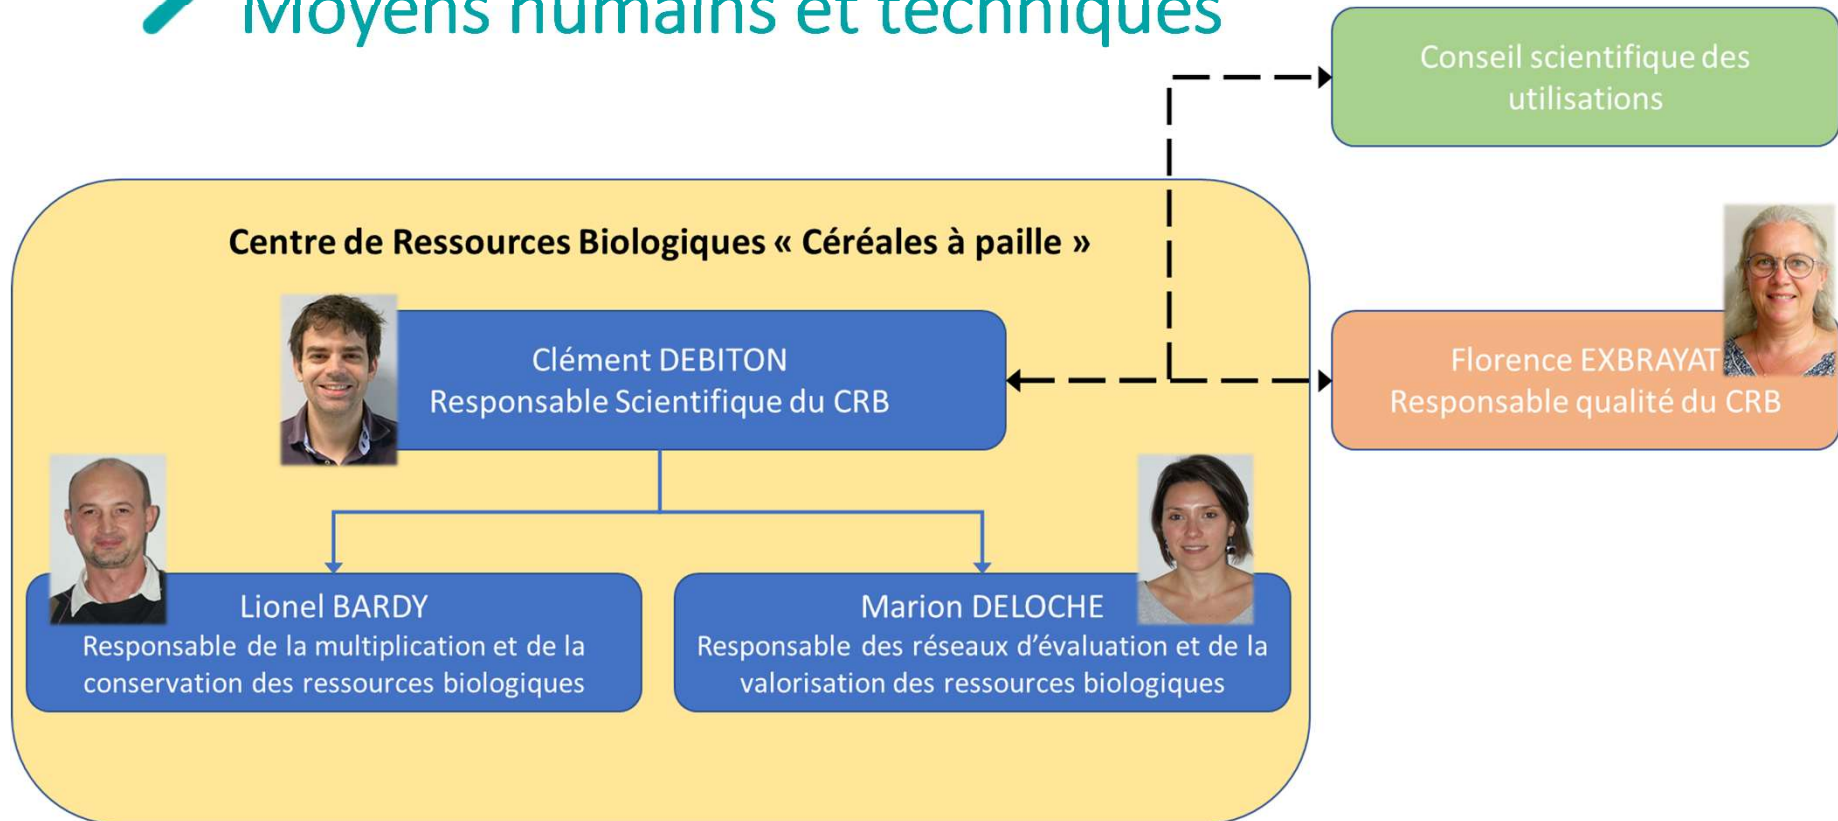 Moyens humains et techniques
Conseil scientifique des
utilisations
Centre de Ressources Biologiques « Céréales à paille »
Clément DEBITON
Responsable Scientifique du CRB
Florence EXBRAYAT
Responsable qualité du CRB
Lionel BARDY
Responsable de la multiplication et de la
conservation des ressources biologiques
Marion DELOCHE
Responsable des réseaux d'évaluation et de la
valorisation des ressources biologiques